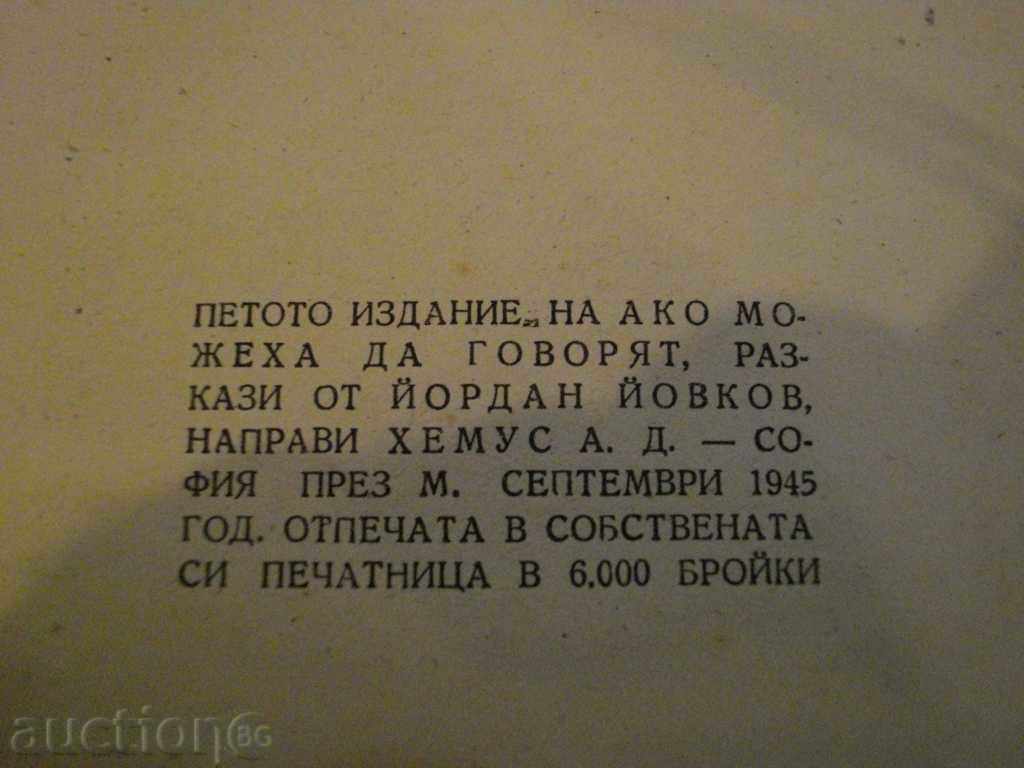 ПЕТОТО ИЗДАНИЕ НА АКО МО-
ЖЕХА ДА ГОВОРЯТ, РАЗ-
КАЗИ ОТ ЙОРДАН ЙОВКОВ,
НАПРАВИ ХЕМУС А. Д. — СО-
ФИЯ ПРЕЗ М. СЕПТЕМВРИ 1945
ГОД. ОТПЕЧАТА В СОБСТВЕНАТА
СИ ПЕЧАТНИЦА В 6.000 БРОЙКИ
auction BG